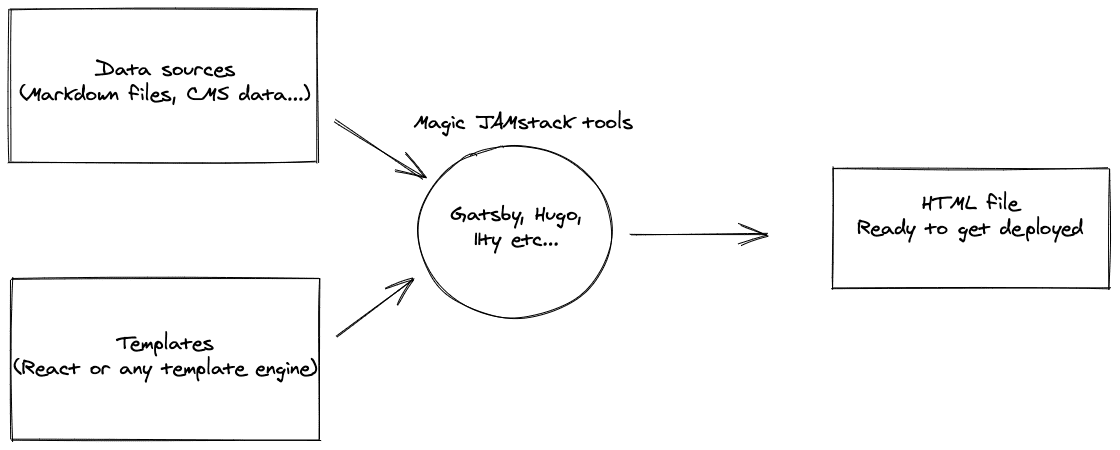 Data sources
(Markdown files, CMS data...)
Magic JAMstack tools
Gatsby, Hugo,
11ty etc...
HTML file
Ready to get deployed
Templates
(React or any template engine)